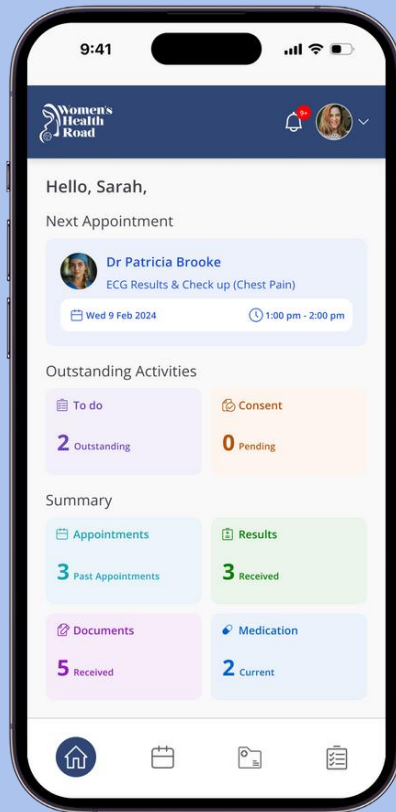 9:41
Women's
Health
Road
9+
Hello, Sarah,
Next Appointment
Dr Patricia Brooke
ECG Results & Check up (Chest Pain)
Wed 9 Feb 2024
1:00 pm - 2:00 pm
Outstanding Activities
To do
2 Outstanding
Consent
0 Pending
Summary
Appointments
3 Past Appointments
Results
3 Received
Documents
5 Received
Medication
2 Current